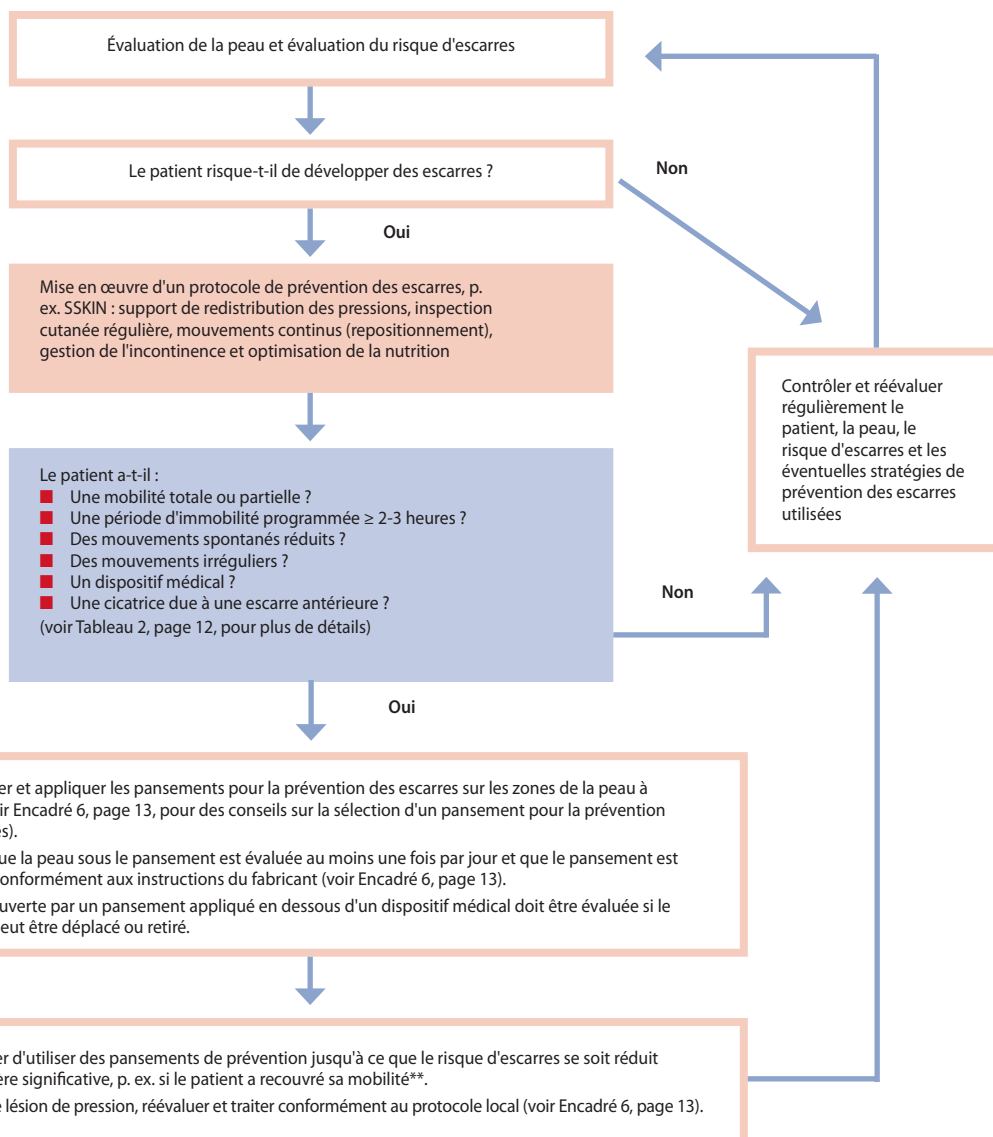 Évaluation de la peau et évaluation du risque d'escarres
Le patient risque-t-il de développer des escarres ?
Non
Oui
Mise en œuvre d'un protocole de prévention des escarres, p.
ex. SSKIN : support de redistribution des pressions, inspection
cutanée régulière, mouvements continus (repositionnement),
gestion de l'incontinence et optimisation de la nutrition
Contrôler et réévaluer
régulièrement le
patient, la peau, le
risque d'escarres et les
éventuelles stratégies de
prévention des escarres
utilisées
Le patient a-t-il :
Une mobilité totale ou partielle ?
Une période d'immobilité programmée ≥ 2-3 heures ?
Des mouvements spontanés réduits ?
Des mouvements irréguliers ?
Un dispositif médical ?
Une cicatrice due à une escarre antérieure ?
(voir Tableau 2, page 12, pour plus de détails)
Non
Oui
er et appliquer les pansements pour la prévention des escarres sur les zones de la peau à
ir Encadré 6, page 13, pour des conseils sur la sélection d'un pansement pour la prévention
es).
ue la peau sous le pansement est évaluée au moins une fois par jour et que le pansement est
onformément aux instructions du fabricant (voir Encadré 6, page 13).
uverte par un pansement appliqué en dessous d'un dispositif médical doit être évaluée si le
eut être déplacé ou retiré.
er d'utiliser des pansements de prévention jusqu'à ce que le risque d'escarres se soit réduit
ère significative, p. ex. si le patient a recouvré sa mobilité**.
e lésion de pression, réévaluer et traiter conformément au protocole local (voir Encadré 6, page 13).